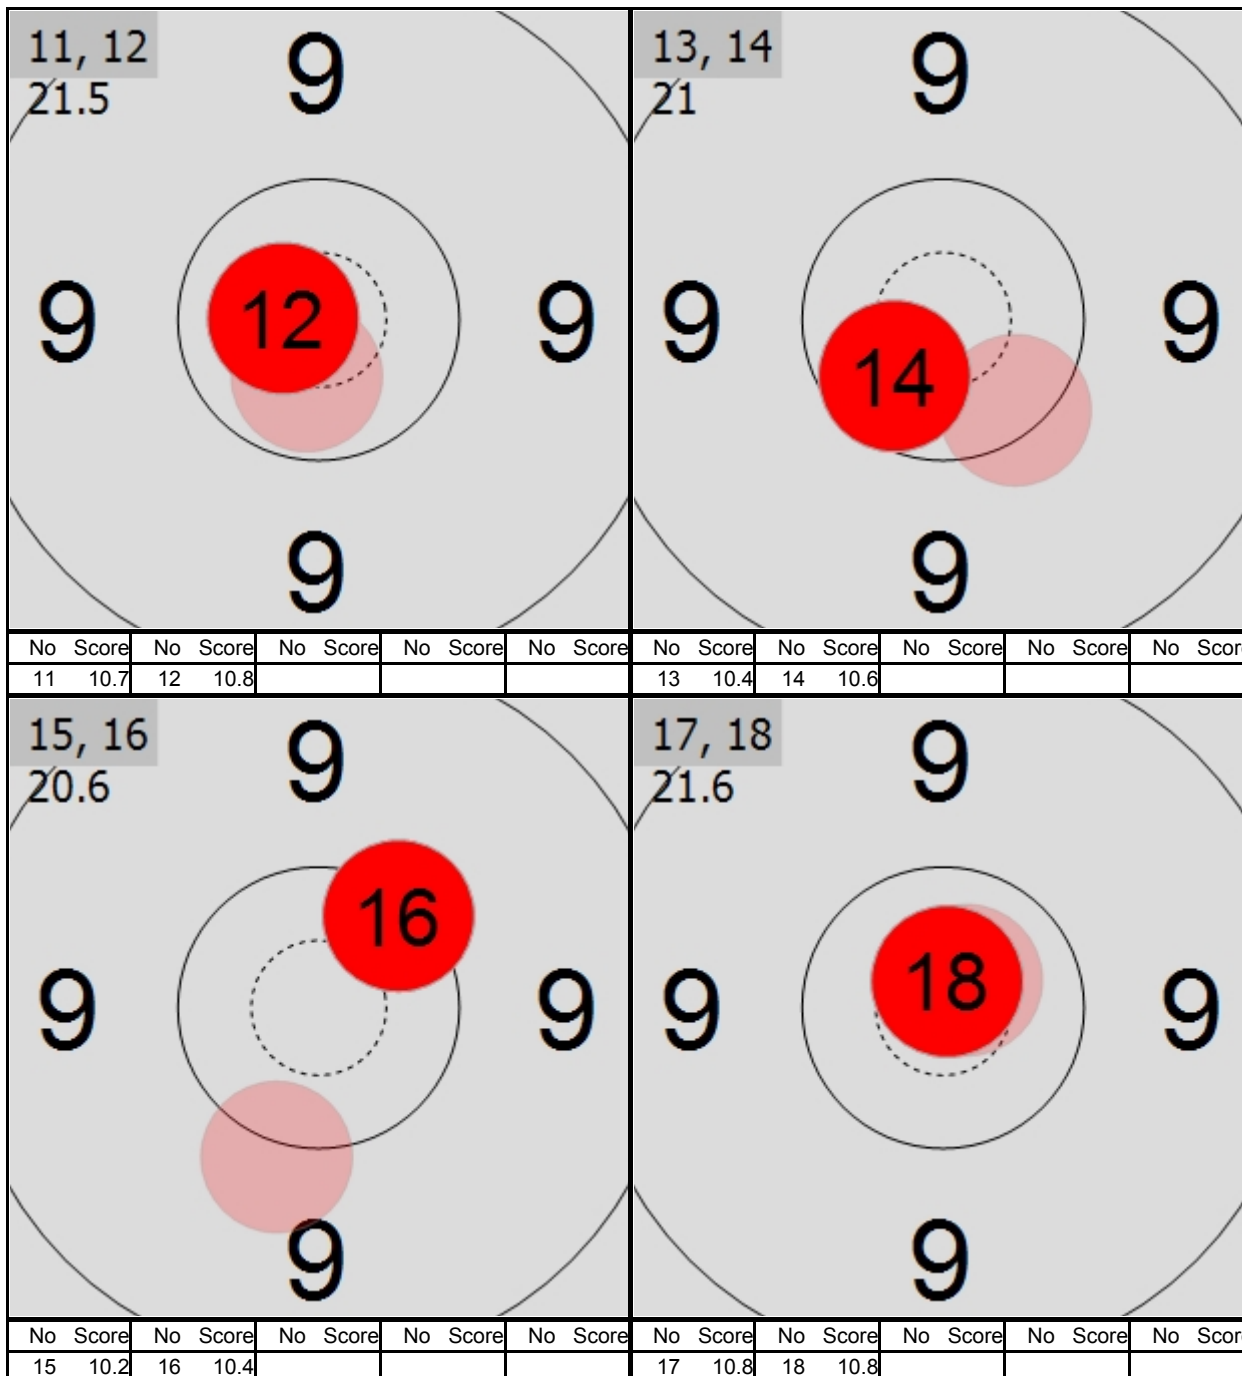 11, 12
21.5
9
9 12 9
9
No Score No Score No Score No Score No Score
11 10.7 12 10.8
13, 14
21
9
9 14 9
9
No Score No Score No Score No Score No Scor
13 10.4 14 10.6
15, 16
20.6
9
16
9 9
9
No Score No Score No Score No Score No Score
15 10.2 16 10.4
17, 18
21.6
9
9 18 9
9
No Score No Score No Score No Score No Scor
17 10.8 18 10.8